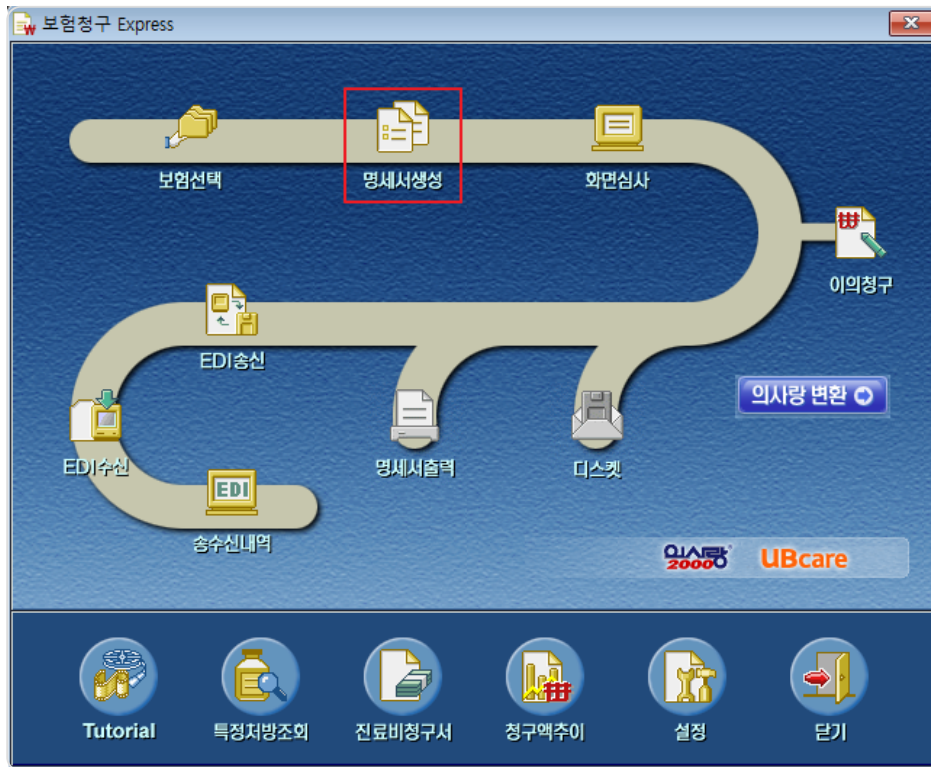 보험청구 Express
보험선택
명세서생성
화면심사
이의청구
EDI송신
의사랑 변환
EDI수신
명세서출력
디스켓
EDI
송수신내역
의사랑 2000
UBcare
Tutorial
특정처방조회
진료비청구서
청구액추이
설정
닫기